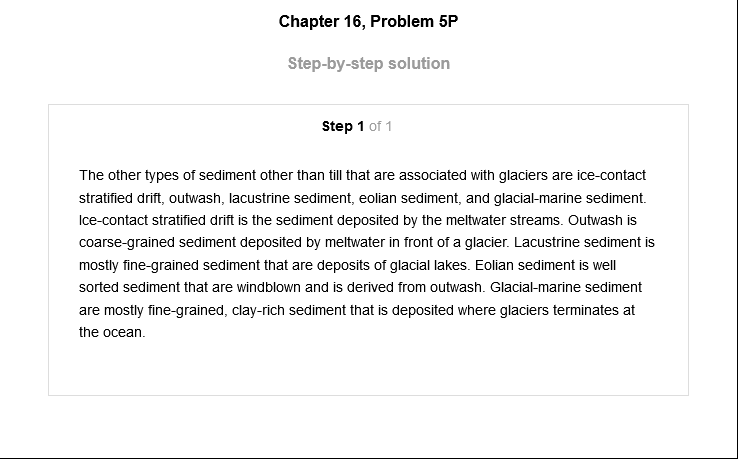 Chapter 16, Problem 5P
Step-by-step solution
Step 1 of 1
The other types of sediment other than till that are associated with glaciers are ice-contact
stratified drift, outwash, lacustrine sediment, eolian sediment, and glacial-marine sediment.
Ice-contact stratified drift is the sediment deposited by the meltwater streams. Outwash is
coarse-grained sediment deposited by meltwater in front of a glacier. Lacustrine sediment is
mostly fine-grained sediment that are deposits of glacial lakes. Eolian sediment is well
sorted sediment that are windblown and is derived from outwash. Glacial-marine sediment
are mostly fine-grained, clay-rich sediment that is deposited where glaciers terminates at
the ocean.